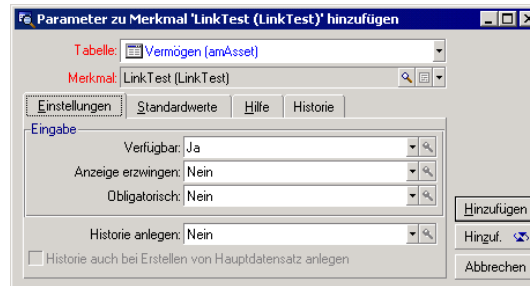 Parameter zu Merkmal 'LinkTest (LinkTest)' hinzufügen
Tabelle: Vermögen (amAsset)
Merkmal: LinkTest (LinkTest)
Einstellungen Standardwerte Hilfe Historie
Eingabe
Verfügbar: Ja
Anzeige erzwingen: Nein
Obligatorisch: Nein
Hinzufügen
Historie anlegen: Nein
Hinzuf.
Historie auch bei Erstellen von Hauptdatensatz anlegen
Abbrechen